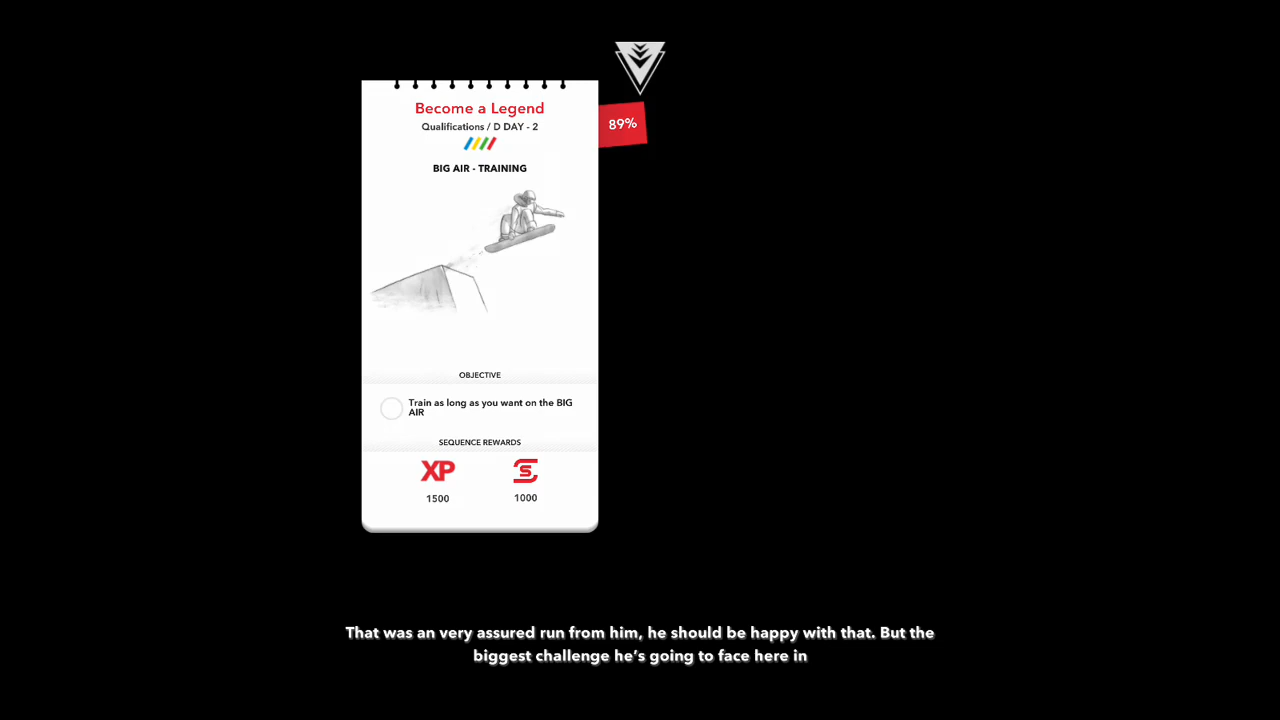 Become a Legend
89%
Qualifications / D DAY - 2
BIG AIR - TRAINING
OBJECTIVE
Train as long as you want on the BIG
AIR
SEQUENCE REWARDS
XP S
1500 1000
That was an very assured run from him, he should be happy with that. But the
biggest challenge he's going to face here in